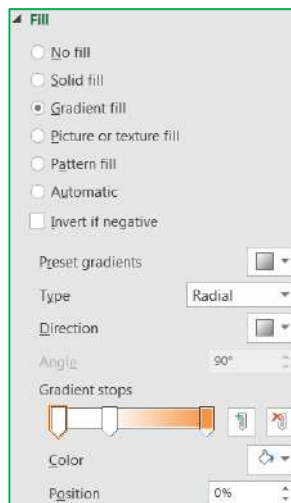 Fill
No fill
Solid fill
Gradient fill
Picture or texture fill
Pattern fill
Automatic
Invert if negative
Preset gradients
Type Radial
Direction
Angle 90°
Gradient stops
Color
Position 0%